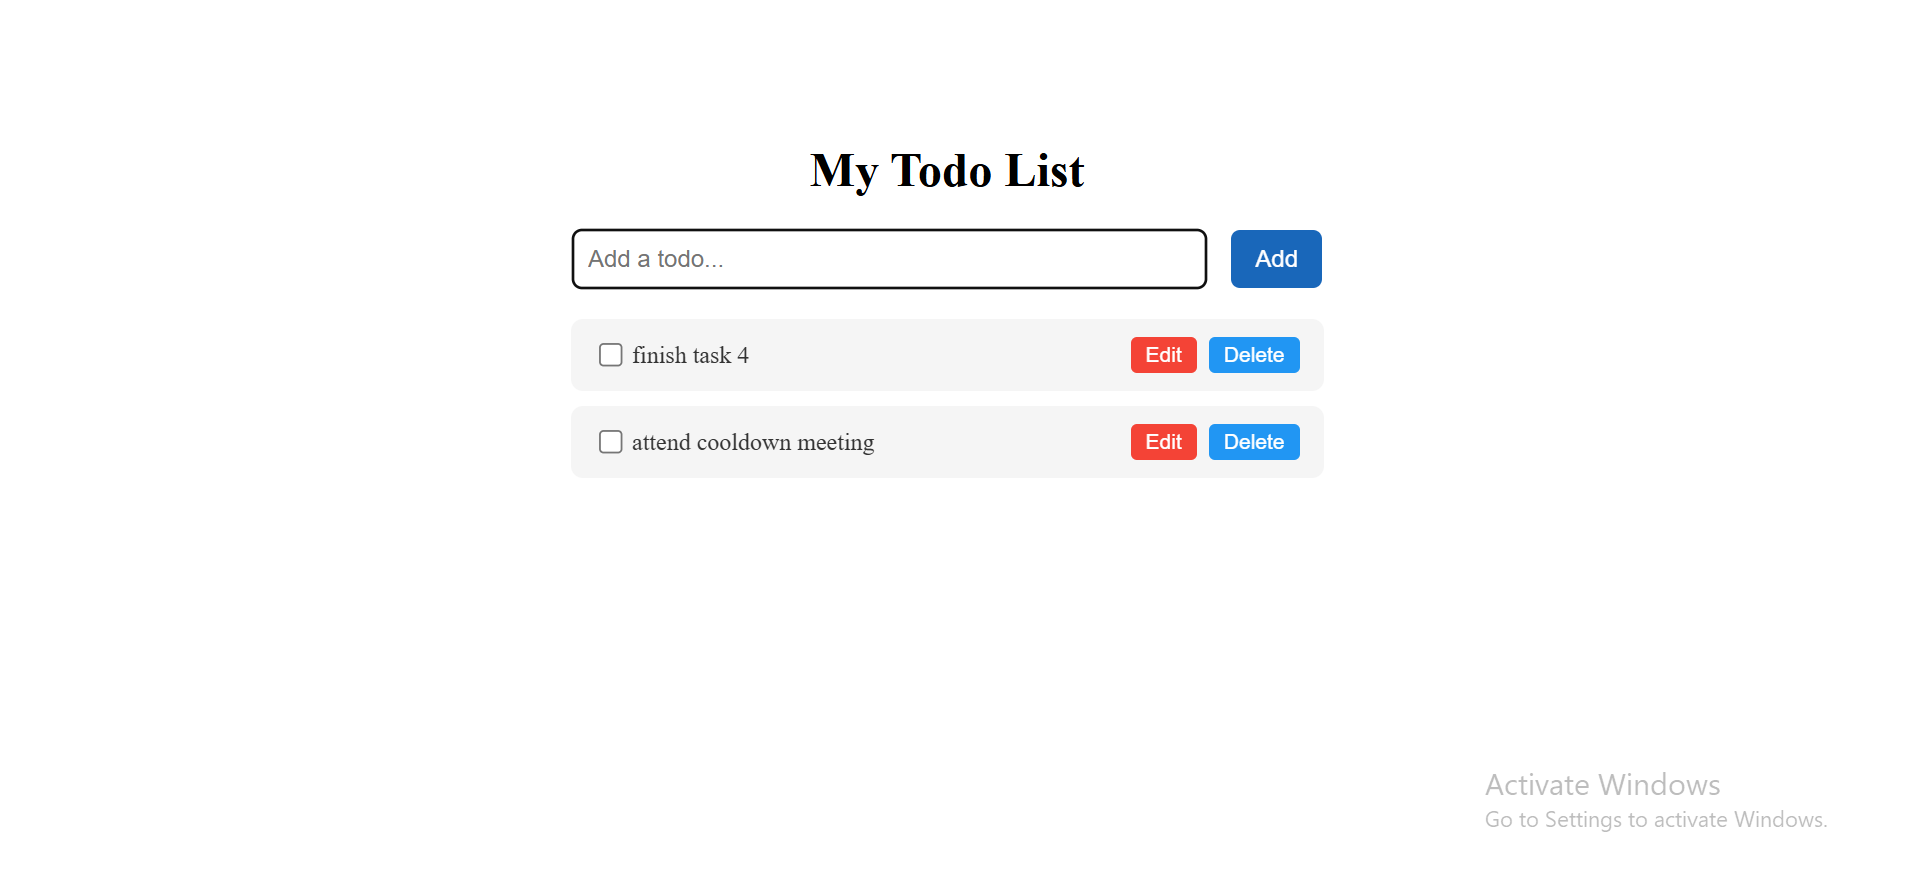 My Todo List
Add a todo...
Add
finish task 4
Edit
Delete
attend cooldown meeting
Edit
Delete
Activate Windows
Go to Settings to activate Windows.